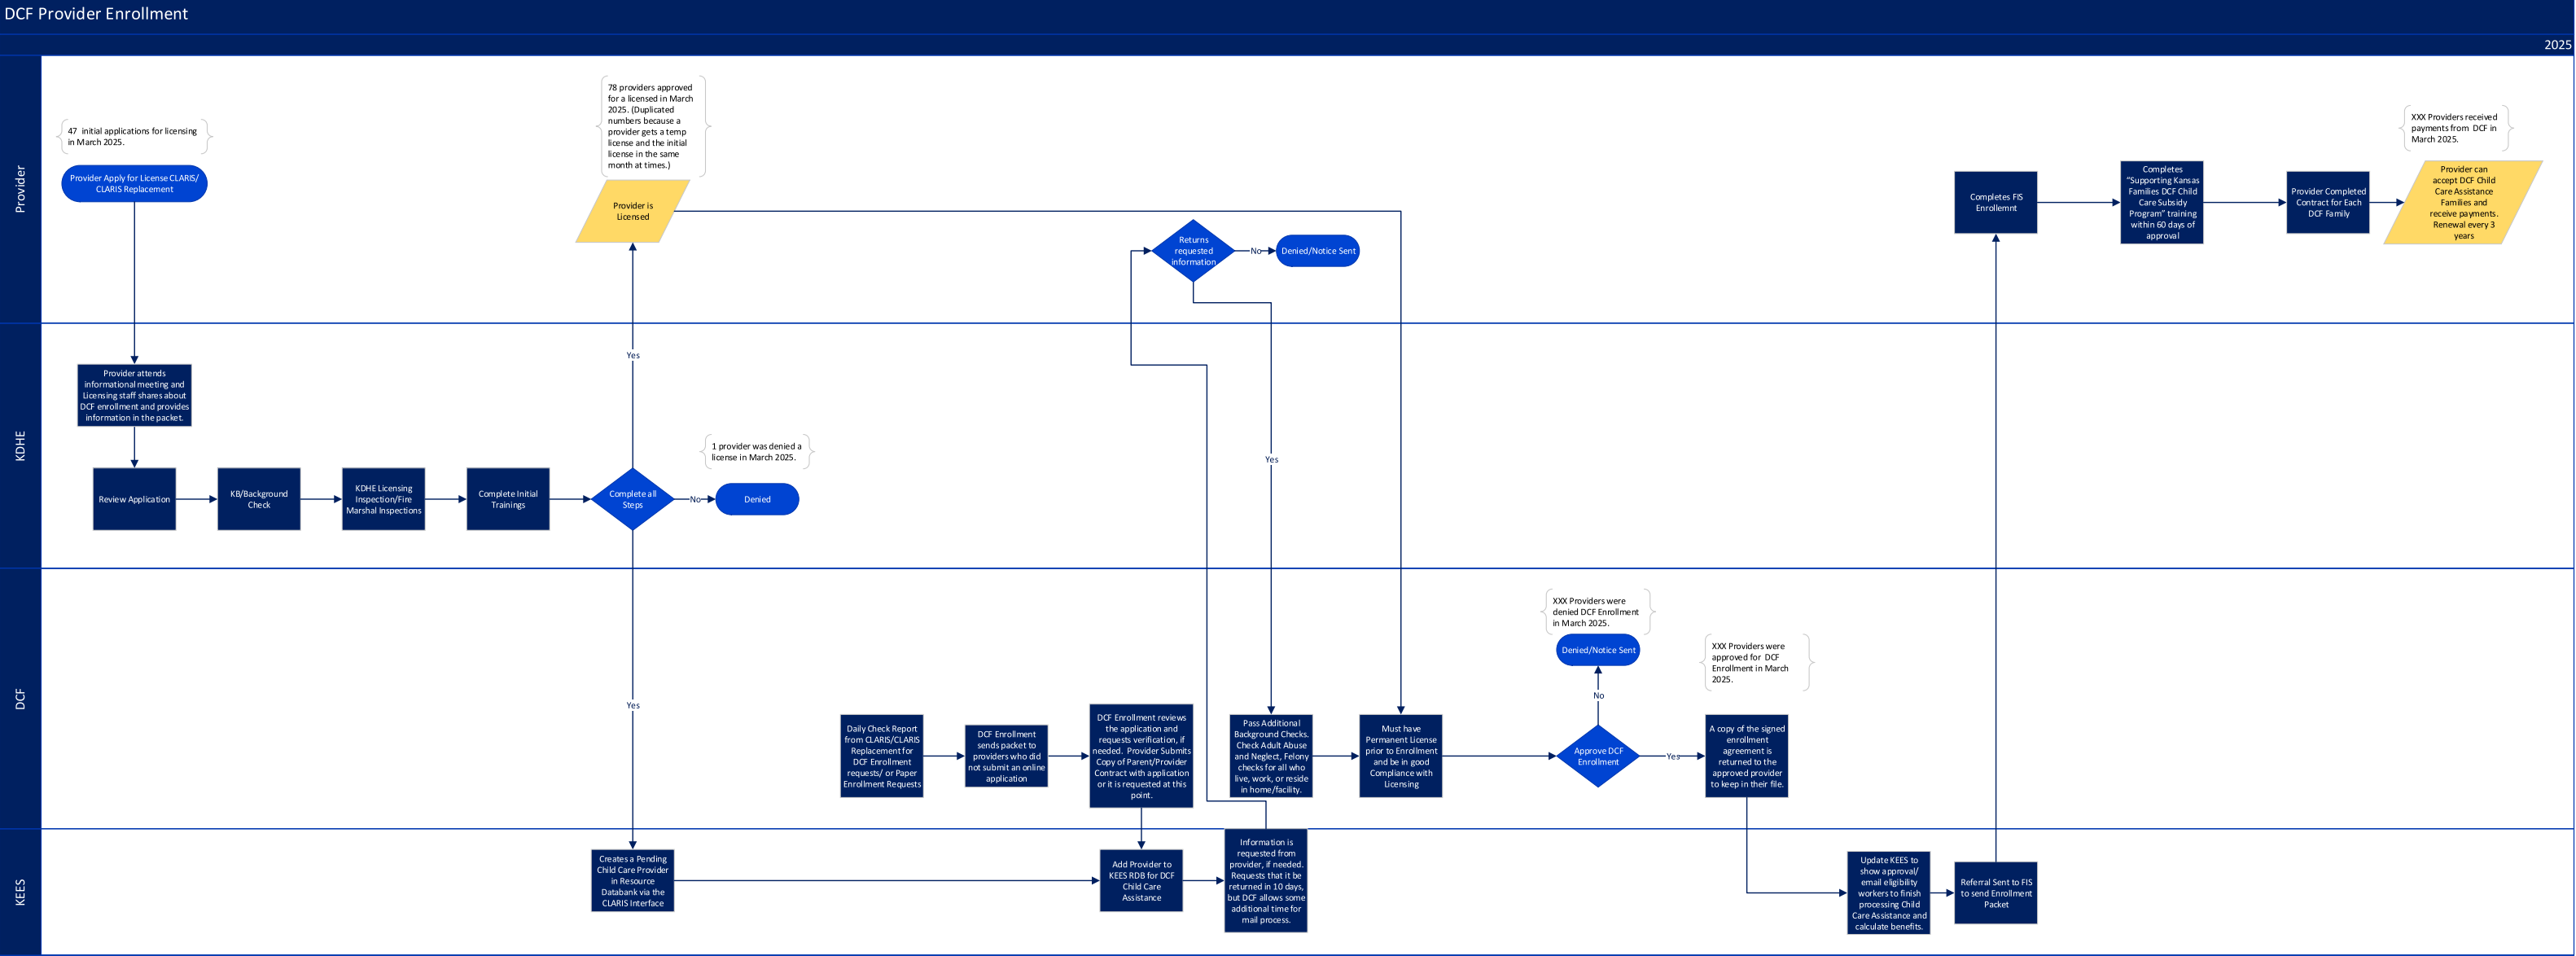 DCF Provider Enrollment
2025
Provider
47  initial applications for licensing
in March 2025.
Provider Apply for License CLARIS/
CLARIS Replacement
78 providers approved
for a licensed in March
2025. (Duplicated
numbers because a
provider gets a temp
license and the initial
license in the same
month at times.)
Provider is
Licensed
Returns
requested
information
No
Denied/Notice Sent
Completes FIS
Enrollemnt
Completes
"Supporting Kansas
Families DCF Child
Care Subsidy
Program" training
within 60 days of
approval
Provider Completed
Contract for Each
DCF Family
XXX Providers received
payments from  DCF in
March 2025.
Provider can
accept DCF Child
Care Assistance
Families and
receive payments.
Renewal every 3
years
KDHE
Provider attends
informational meeting and
Licensing staff shares about
DCF enrollment and provides
information in the packet.
Review Application
KB/Background
Check
KDHE Licensing
Inspection/Fire
Marshal Inspections
Complete Initial
Trainings
Yes
Complete all
Steps
No
1 provider was denied a
license in March 2025.
Denied
Yes
DCF
Yes
Daily Check Report
from CLARIS/CLARIS
Replacement for
DCF Enrollment
requests/ or Paper
Enrollment Requests
DCF Enrollment
sends packet to
providers who did
not submit an online
application
DCF Enrollment reviews
the application and
requests verification, if
needed.  Provider Submits
Copy of Parent/Provider
Contract with application
or it is requested at this
point.
Pass Additional
Background Checks.
Check Adult Abuse
and Neglect, Felony
checks for all who
live, work, or reside
in home/facility.
Must have
Permanent License
prior to Enrollment
and be in good
Compliance with
Licensing
XXX Providers were
denied DCF Enrollment
in March 2025.
Denied/Notice Sent
No
Approve DCF
Enrollment
Yes
XXX Providers were
approved for  DCF
Enrollment in March
2025.
A copy of the signed
enrollment
agreement is
returned to the
approved provider
to keep in their file.
KEES
Creates a Pending
Child Care Provider
in Resource
Databank via the
CLARIS Interface
Add Provider to
KEES RDB for DCF
Child Care
Assistance
Information is
requested from
provider, if needed.
Requests that it be
returned in 10 days,
but DCF allows some
additional time for
mail process.
Update KEES to
show approval/
email eligibility
workers to finish
processing Child
Care Assistance and
calculate benefits.
Referral Sent to FIS
to send Enrollment
Packet